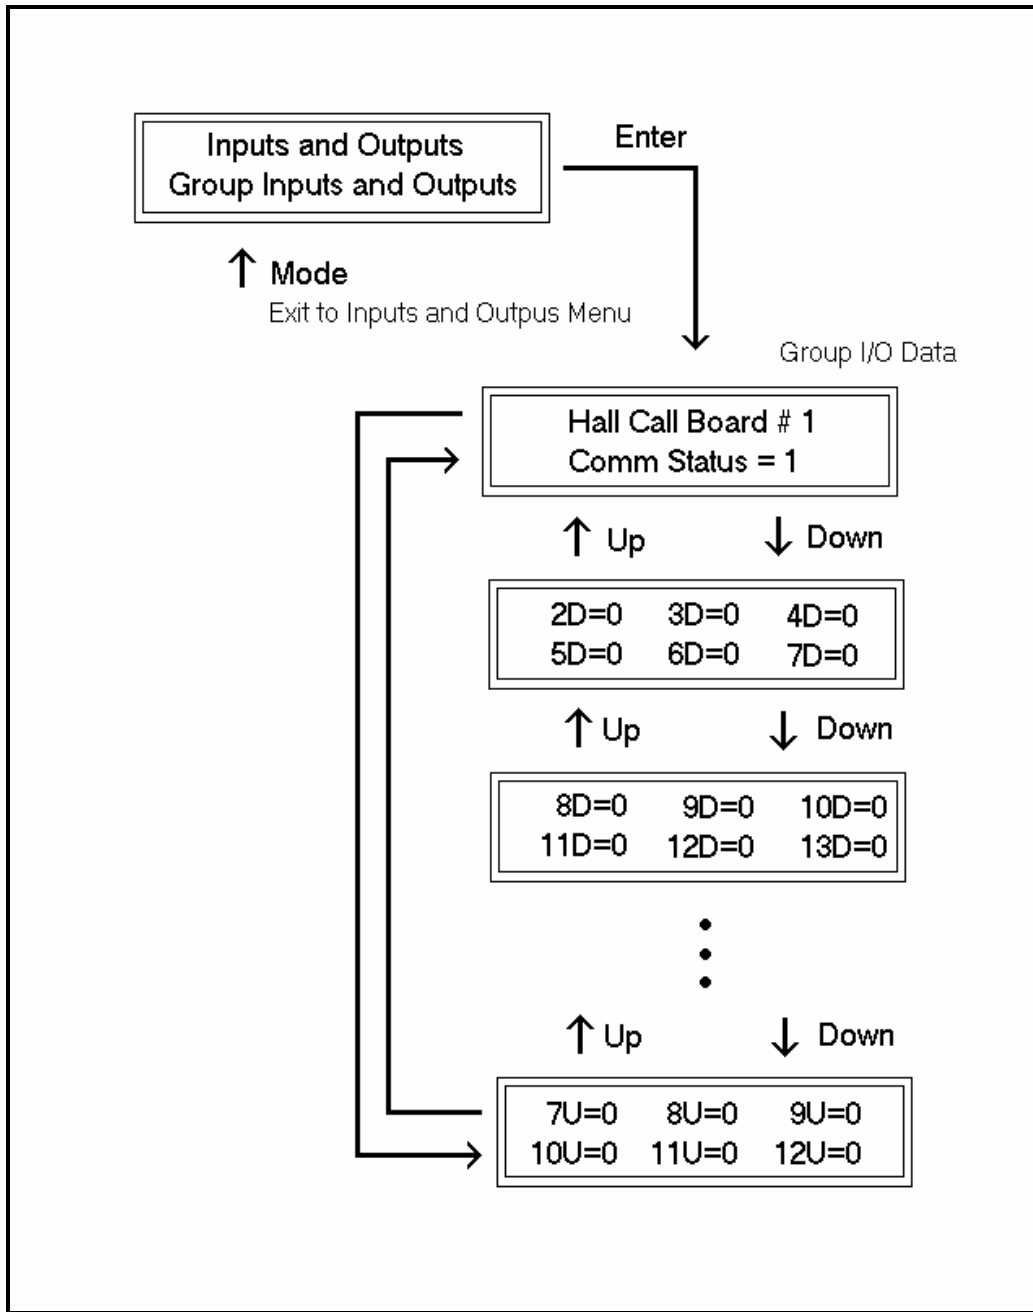 Inputs and Outputs
Group Inputs and Outputs
Enter
Mode
Exit to Inputs and Outpus Menu
Group I/O Data
Hall Call Board # 1
Comm Status = 1
Up Down
2D=0 3D=0 4D=0
5D=0 6D=0 7D=0
Up Down
8D=0 9D=0 10D=0
11D=0 12D=0 13D=0
Up Down
7U=0 8U=0 9U=0
10U=0 11U=0 12U=0